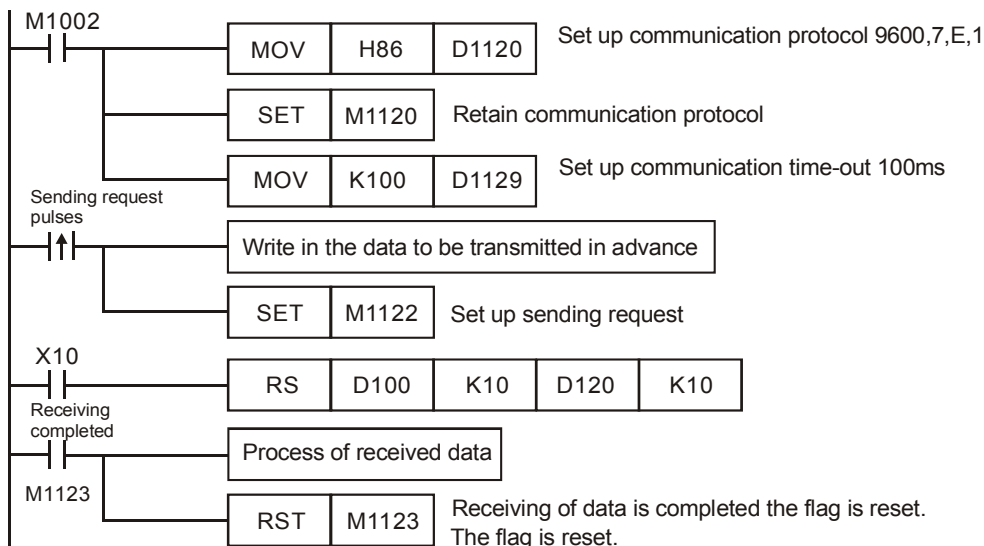 M1002
MOV H86 D1120 Set up communication protocol 9600,7,E,1
SET M1120 Retain communication protocol
MOV K100 D1129 Set up communication time-out 100ms
Sending request
pulses
Write in the data to be transmitted in advance
SET M1122 Set up sending request
X10
RS D100 K10 D120 K10
Receiving
completed
Process of received data
M1123
RST M1123 Receiving of data is completed the flag is reset.
The flag is reset.